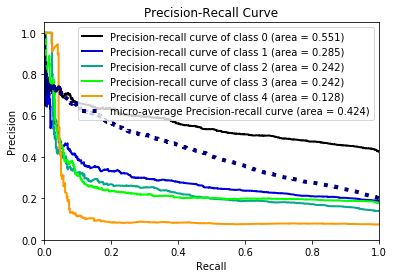 Precision-Recall Curve
Precision-recall curve of class 0 (area = 0.551)
Precision-recall curve of class 1 (area = 0.285)
Precision-recall curve of class 2 (area = 0.242)
Precision-recall curve of class 3 (area = 0.242)
Precision-recall curve of class 4 (area = 0.128)
micro-average Precision-recall curve (area = 0.424)
Precision
1.0
0.8
0.6
0.4
0.2
0.0
0.0 0.2 0.4 0.6 0.8 1.0
Recall